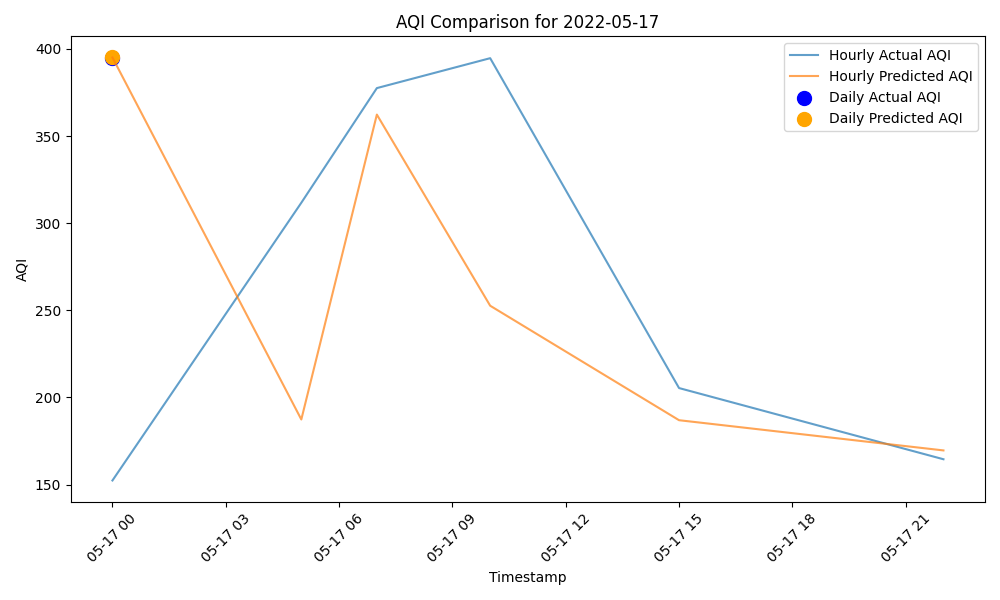 AQI Comparison for 2022-05-17
Hourly Actual AQI
Hourly Predicted AQI
Daily Actual AQI
Daily Predicted AQI
AQI
400
350
300
250
200
150
05-17 00
05-17 03
05-17 06
05-17 09
05-17 12
05-17 15
05-17 18
05-17 21
Timestamp